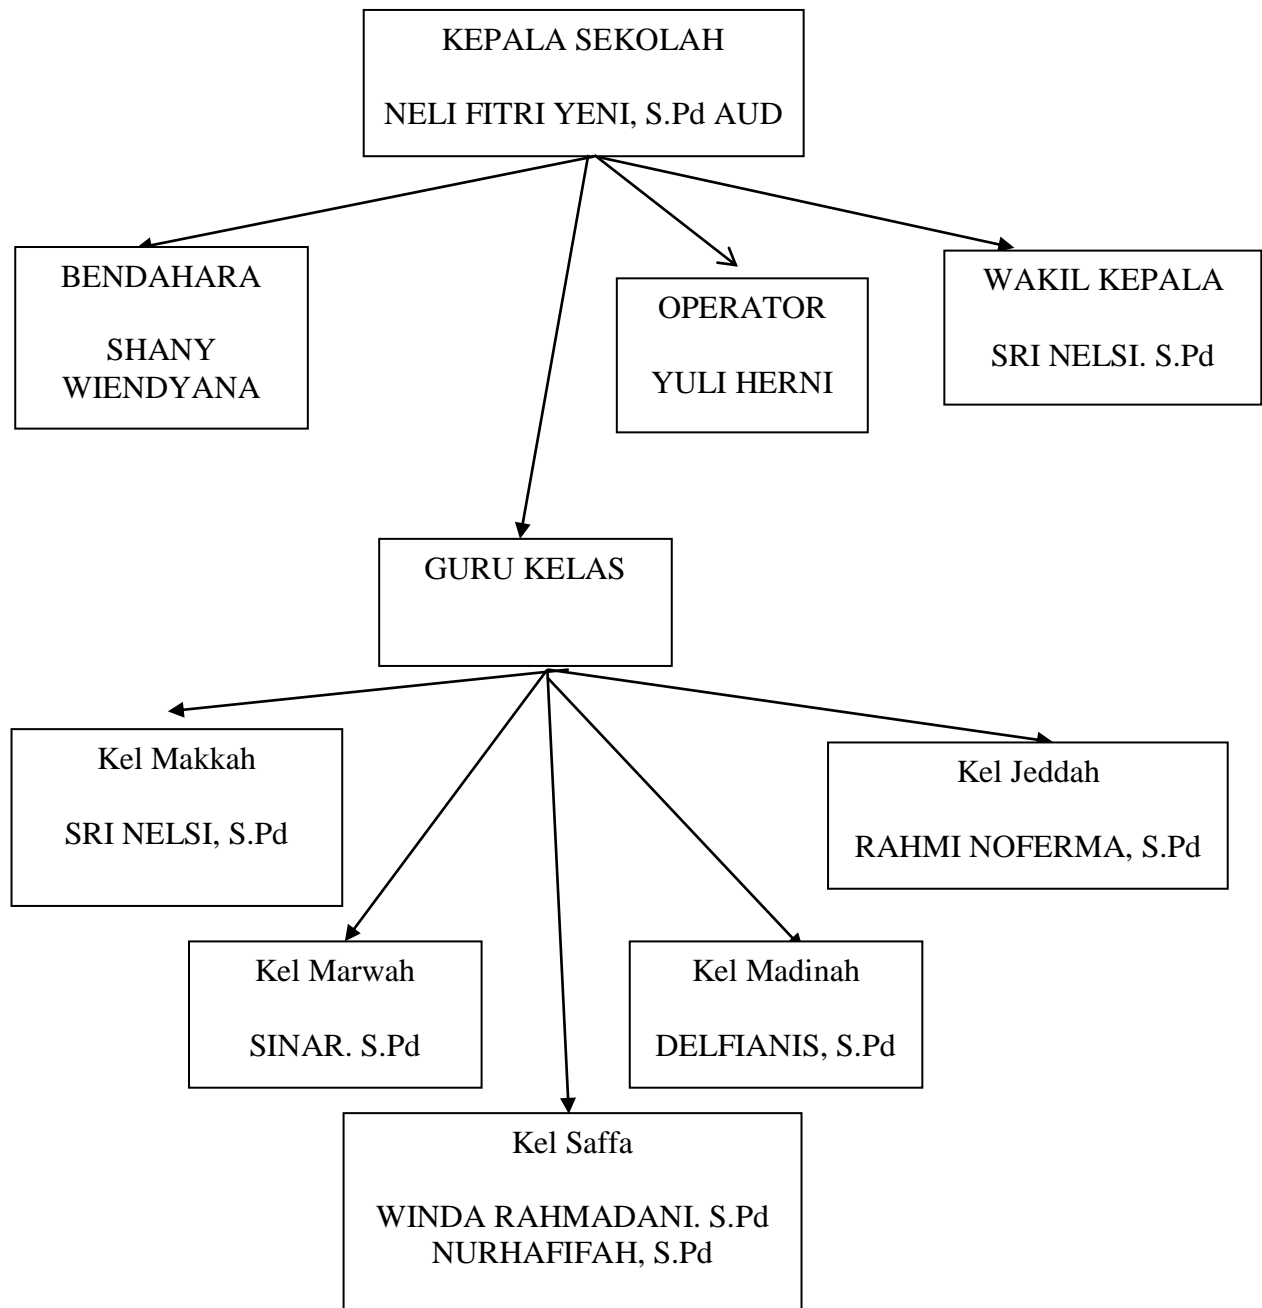 KEPALA SEKOLAH
NELI FITRI YENI, S.Pd AUD
BENDAHARA
SHANY
WIENDYANA
OPERATOR
YULI HERNI
WAKIL KEPALA
SRI NELSI. S.Pd
GURU KELAS
Kel Makkah
SRI NELSI, S.Pd
Kel Jeddah
RAHMI NOFERMA, S.Pd
Kel Marwah
SINAR. S.Pd
Kel Madinah
DELFIANIS, S.Pd
Kel Saffa
WINDA RAHMADANI. S.Pd
NURHAFIFAH, S.Pd